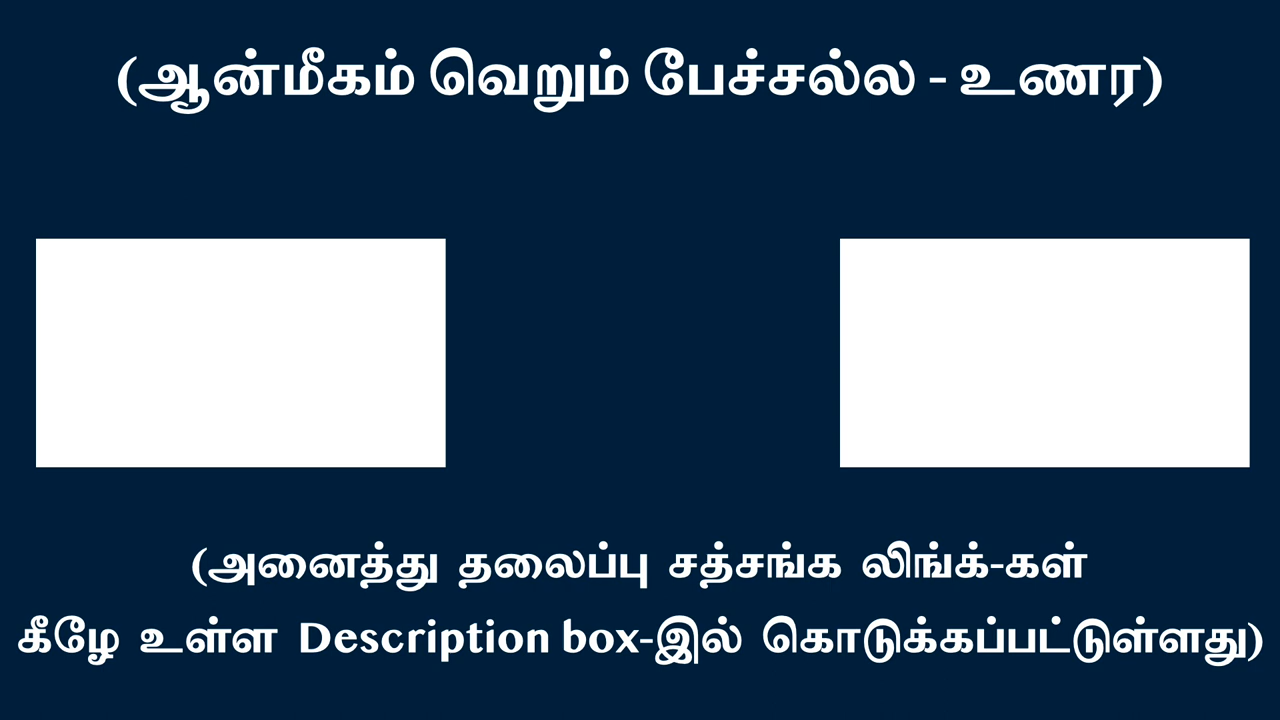 (ஆன்மீகம் வெறும் பேச்சல்ல - உணர)
(அனைத்து தலைப்பு சத்சங்க லிங்க்-கள்
கீழே உள்ள Description box-இல் கொடுக்கப்பட்டுள்ளது)